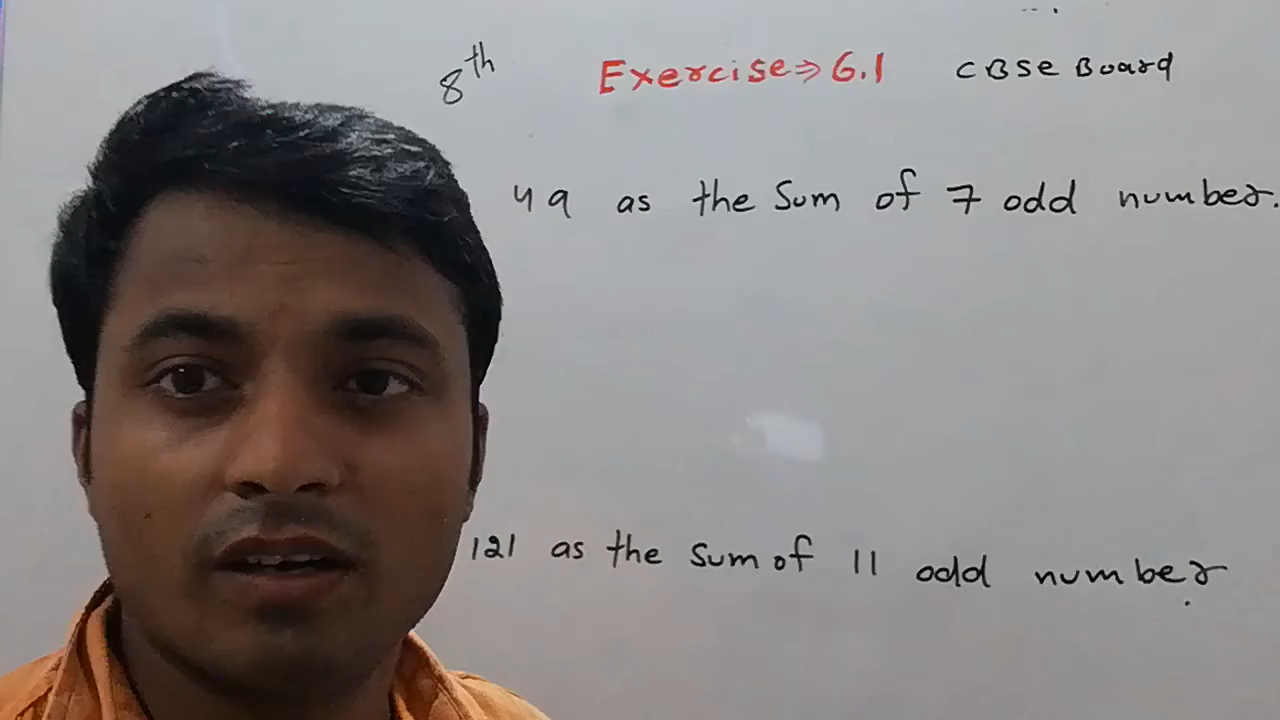 8th Exercise⇒6.1 CBSE Board
49 as the Sum of 7 odd number.
121 as the sum of 11 odd number.